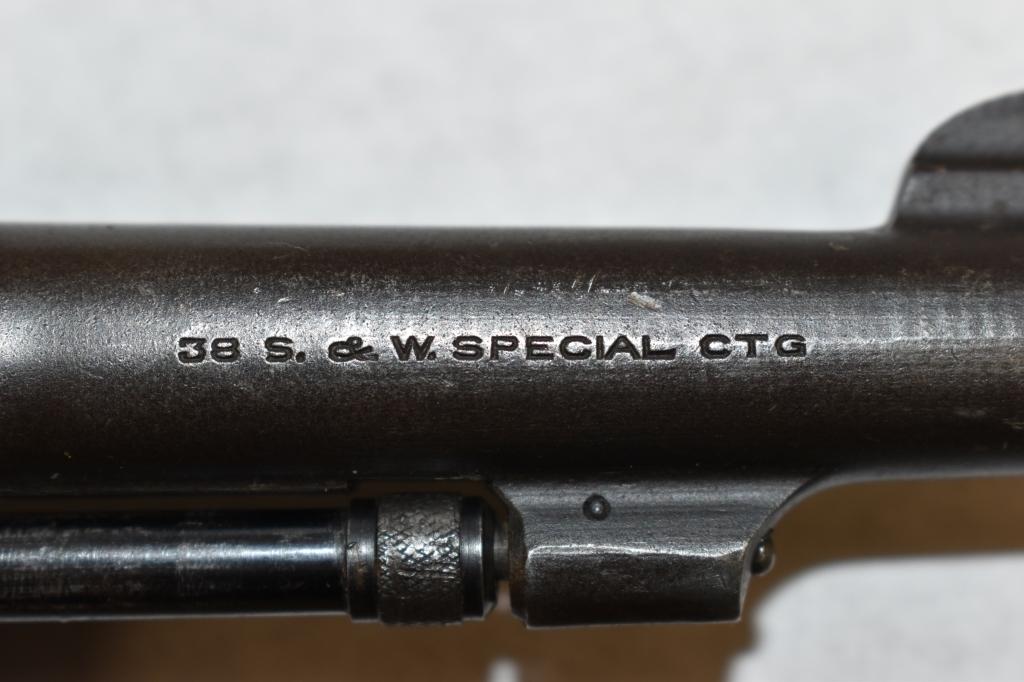 38 S. & W. SPECIAL CTG